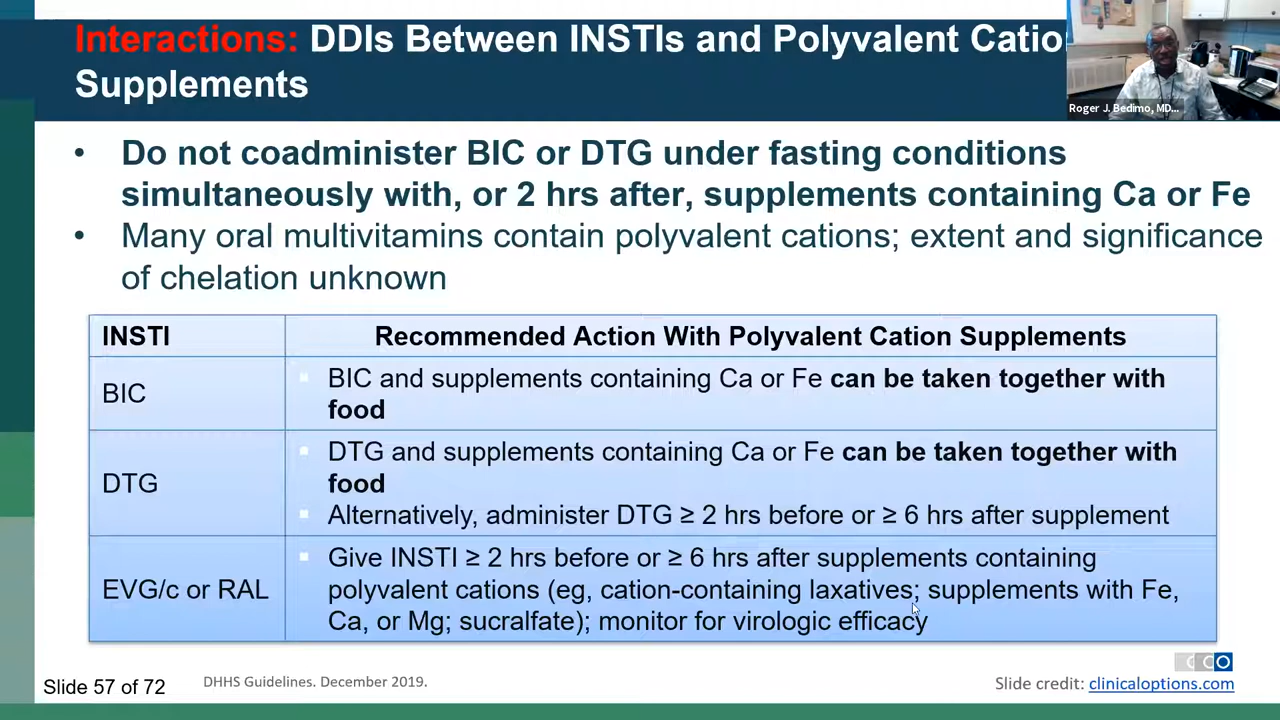 Interactions: DDIs Between INSTIs and Polyvalent Catio
Supplements
Roger J. Bedimo, MD...
• Do not coadminister BIC or DTG under fasting conditions
simultaneously with, or 2 hrs after, supplements containing Ca or Fe
• Many oral multivitamins contain polyvalent cations; extent and significance
of chelation unknown
INSTI Recommended Action With Polyvalent Cation Supplements
BIC
BIC and supplements containing Ca or Fe can be taken together with
food
DTG
DTG and supplements containing Ca or Fe can be taken together with
food
Alternatively, administer DTG ≥ 2 hrs before or ≥ 6 hrs after supplement
EVG/c or RAL
Give INSTI ≥ 2 hrs before or ≥ 6 hrs after supplements containing
polyvalent cations (eg, cation-containing laxatives; supplements with Fe,
Ca, or Mg; sucralfate); monitor for virologic efficacy
CCO
Slide 57 of 72
DHHS Guidelines. December 2019.
Slide credit: clinicaloptions.com